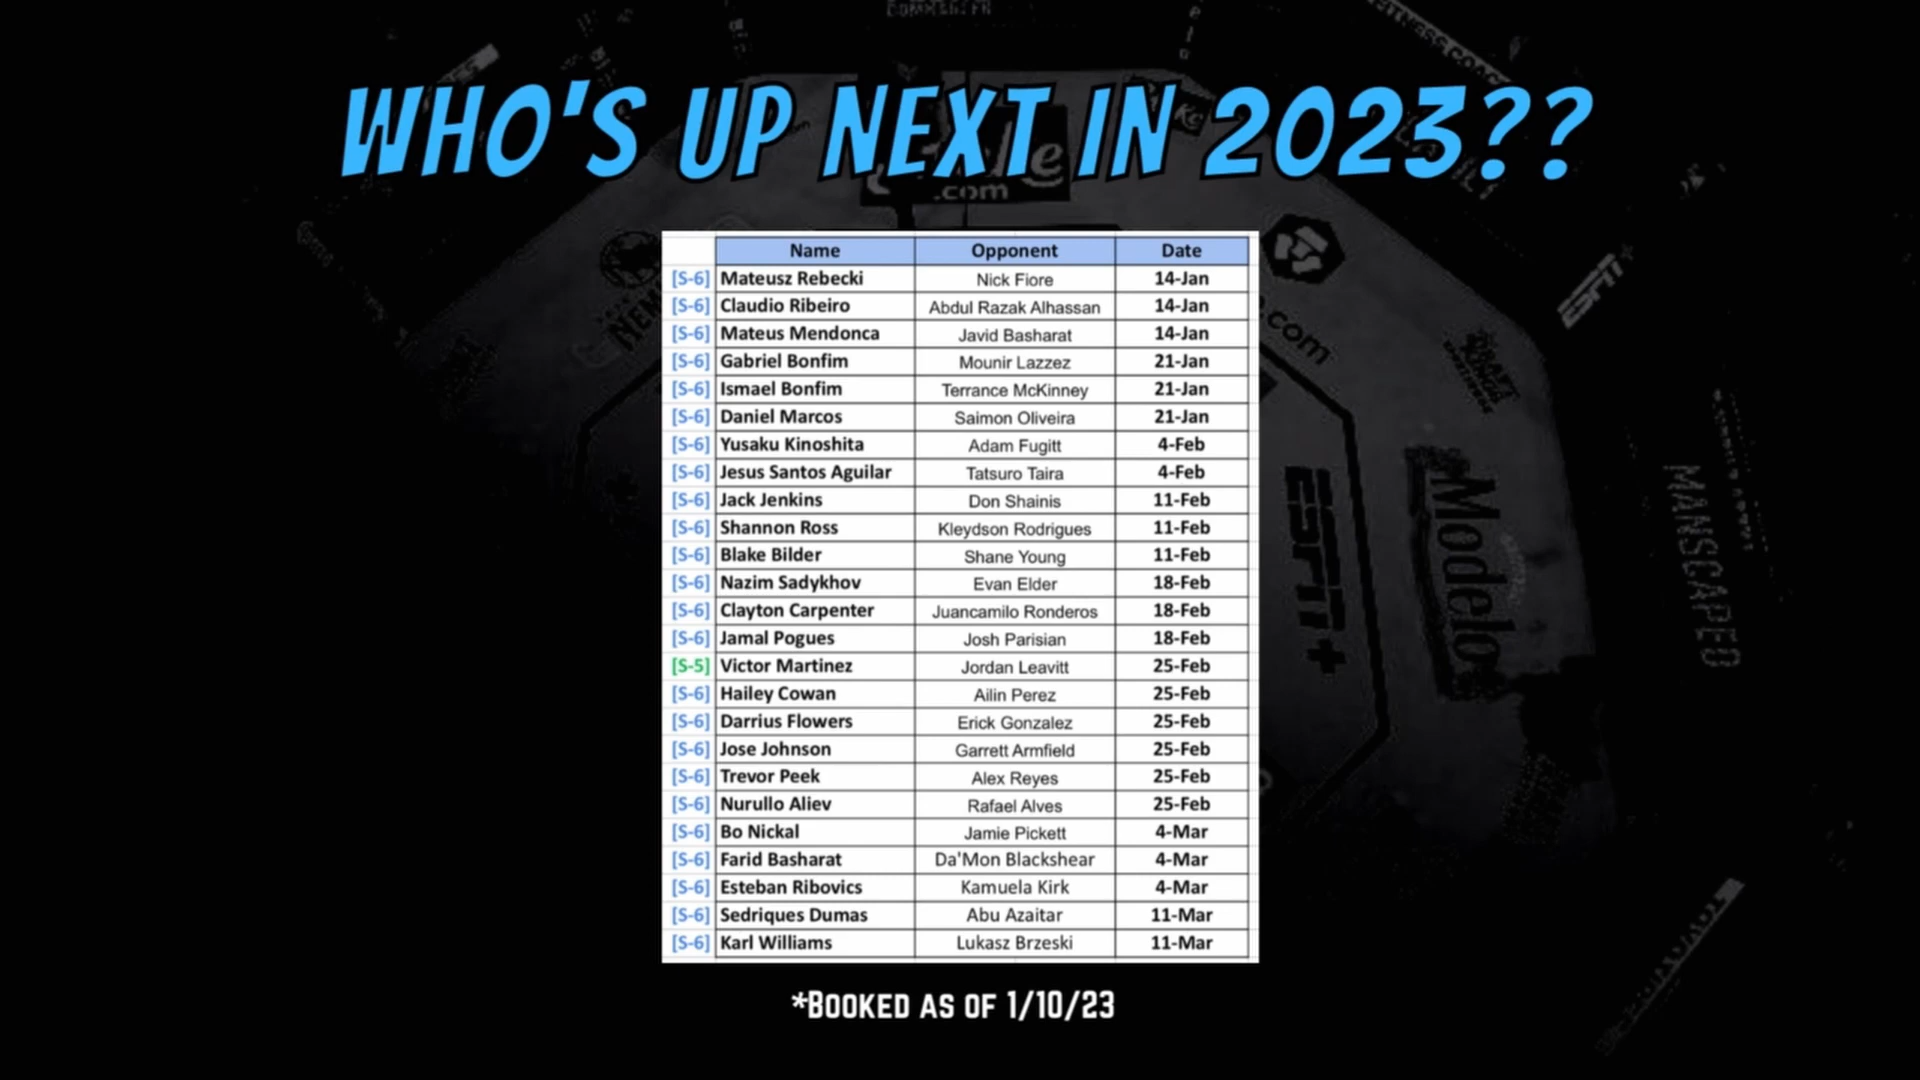 WHO'S UP NEXT IN 2023??
.com
.com
ESPN
ESPN+
Modelo
MANSCAPED
Name Opponent Date
[S-6] Mateusz Rebecki Nick Fiore 14-Jan
[S-6] Claudio Ribeiro Abdul Razak Alhassan 14-Jan
[S-6] Mateus Mendonca Javid Basharat 14-Jan
[S-6] Gabriel Bonfim Mounir Lazzez 21-Jan
[S-6] Ismael Bonfim Terrance McKinney 21-Jan
[S-6] Daniel Marcos Saimon Oliveira 21-Jan
[S-6] Yusaku Kinoshita Adam Fugitt 4-Feb
[S-6] Jesus Santos Aguilar Tatsuro Taira 4-Feb
[S-6] Jack Jenkins Don Shainis 11-Feb
[S-6] Shannon Ross Kleydson Rodrigues 11-Feb
[S-6] Blake Bilder Shane Young 11-Feb
[S-6] Nazim Sadykhov Evan Elder 18-Feb
[S-6] Clayton Carpenter Juancamilo Ronderos 18-Feb
[S-6] Jamal Pogues Josh Parisian 18-Feb
[S-5] Victor Martinez Jordan Leavitt 25-Feb
[S-6] Hailey Cowan Ailin Perez 25-Feb
[S-6] Darrius Flowers Erick Gonzalez 25-Feb
[S-6] Jose Johnson Garrett Armfield 25-Feb
[S-6] Trevor Peek Alex Reyes 25-Feb
[S-6] Nurullo Aliev Rafael Alves 25-Feb
[S-6] Bo Nickal Jamie Pickett 4-Mar
[S-6] Farid Basharat Da'Mon Blackshear 4-Mar
[S-6] Esteban Ribovics Kamuela Kirk 4-Mar
[S-6] Sedriques Dumas Abu Azaitar 11-Mar
[S-6] Karl Williams Lukasz Brzeski 11-Mar
*BOOKED AS OF 1/10/23